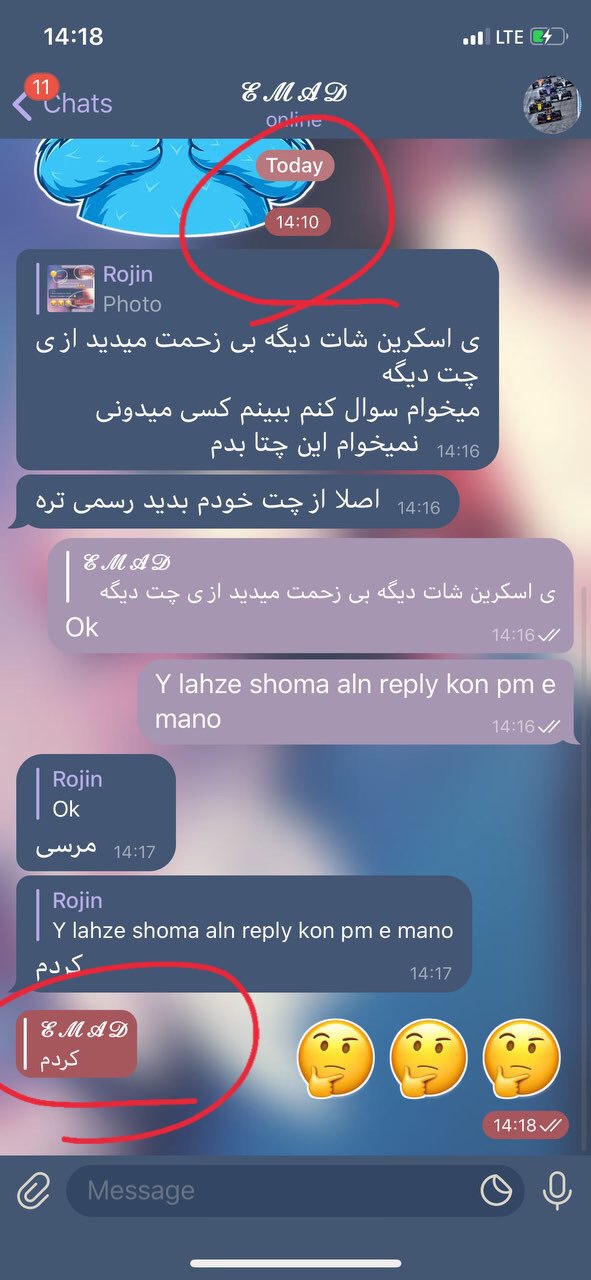 14:18
LTE
11
Chats
ℰℳ𝒜𝒟
online
Today
14:10
Rojin
Photo
ی اسکرین شات دیگه بی زحمت میدید از ی
چت دیگه
میخوام سوال کنم ببینم کسی میدونی
نمیخوام این چتا بدم 14:16
اصلا از چت خودم بدید رسمی تره 14:16
ℰℳ𝒜𝒟
ی اسکرین شات دیگه بی زحمت میدید از ی چت دیگه
Ok 14:16
Y lahze shoma aln reply kon pm e
mano 14:16
Rojin
Ok
مرسی 14:17
Rojin
Y lahze shoma aln reply kon pm e mano
کردم 14:17
ℰℳ𝒜𝒟
کردم
14:18
Message